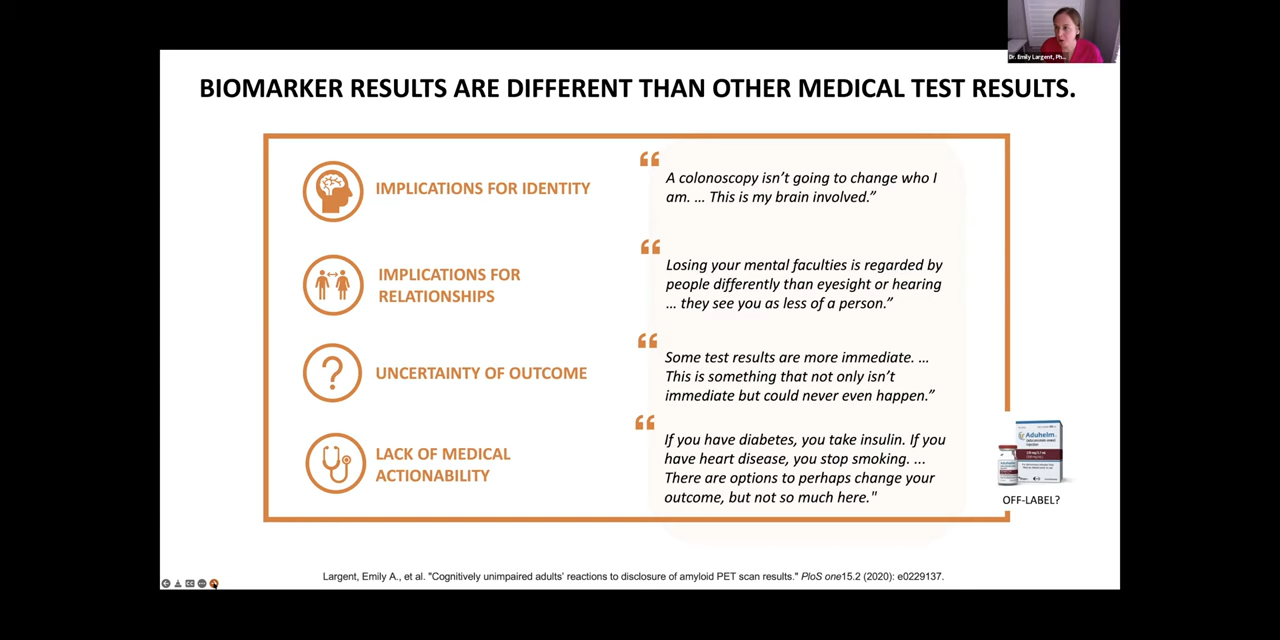 Dr. Emily Largent, Ph...
BIOMARKER RESULTS ARE DIFFERENT THAN OTHER MEDICAL TEST RESULTS.
IMPLICATIONS FOR IDENTITY
“
A colonoscopy isn’t going to change who I
am. … This is my brain involved.”
IMPLICATIONS FOR
RELATIONSHIPS
“
Losing your mental faculties is regarded by
people differently than eyesight or hearing
… they see you as less of a person.”
?
UNCERTAINTY OF OUTCOME
“
Some test results are more immediate. …
This is something that not only isn’t
immediate but could never even happen.”
LACK OF MEDICAL
ACTIONABILITY
“
If you have diabetes, you take insulin. If you
have heart disease, you stop smoking. ...
There are options to perhaps change your
outcome, but not so much here."
Aduhelm
OFF-LABEL?
Largent, Emily A., et al. "Cognitively unimpaired adults’ reactions to disclosure of amyloid PET scan results." PloS one15.2 (2020): e0229137.